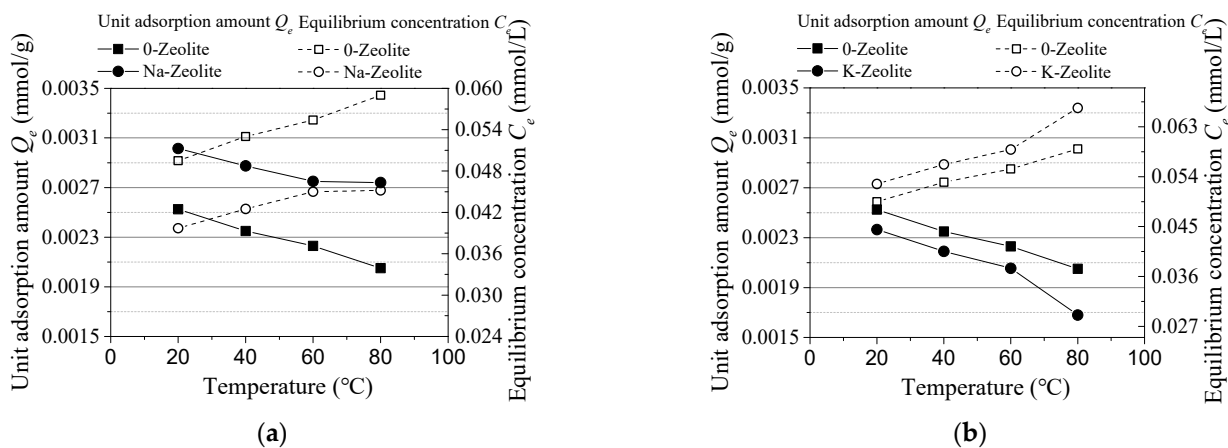 Unit adsorption amount Qe Equilibrium concentration Ce
0-Zeolite 0-Zeolite
Na-Zeolite Na-Zeolite
Unit adsorption amount Qe (mmol/g)
0.0035
0.0031
0.0027
0.0023
0.0019
0.0015
0.060
0.054
0.048
0.042
0.036
0.030
0.024
Equilibrium concentration Ce (mmol/L)
0 20 40 60 80 100
Temperature (°C)
(a)
Unit adsorption amount Qe Equilibrium concentration Ce
0-Zeolite 0-Zeolite
K-Zeolite K-Zeolite
Unit adsorption amount Qe (mmol/g)
0.0035
0.0031
0.0027
0.0023
0.0019
0.0015
0.063
0.054
0.045
0.036
0.027
Equilibrium concentration Ce (mmol/L)
0 20 40 60 80 100
Temperature (°C)
(b)